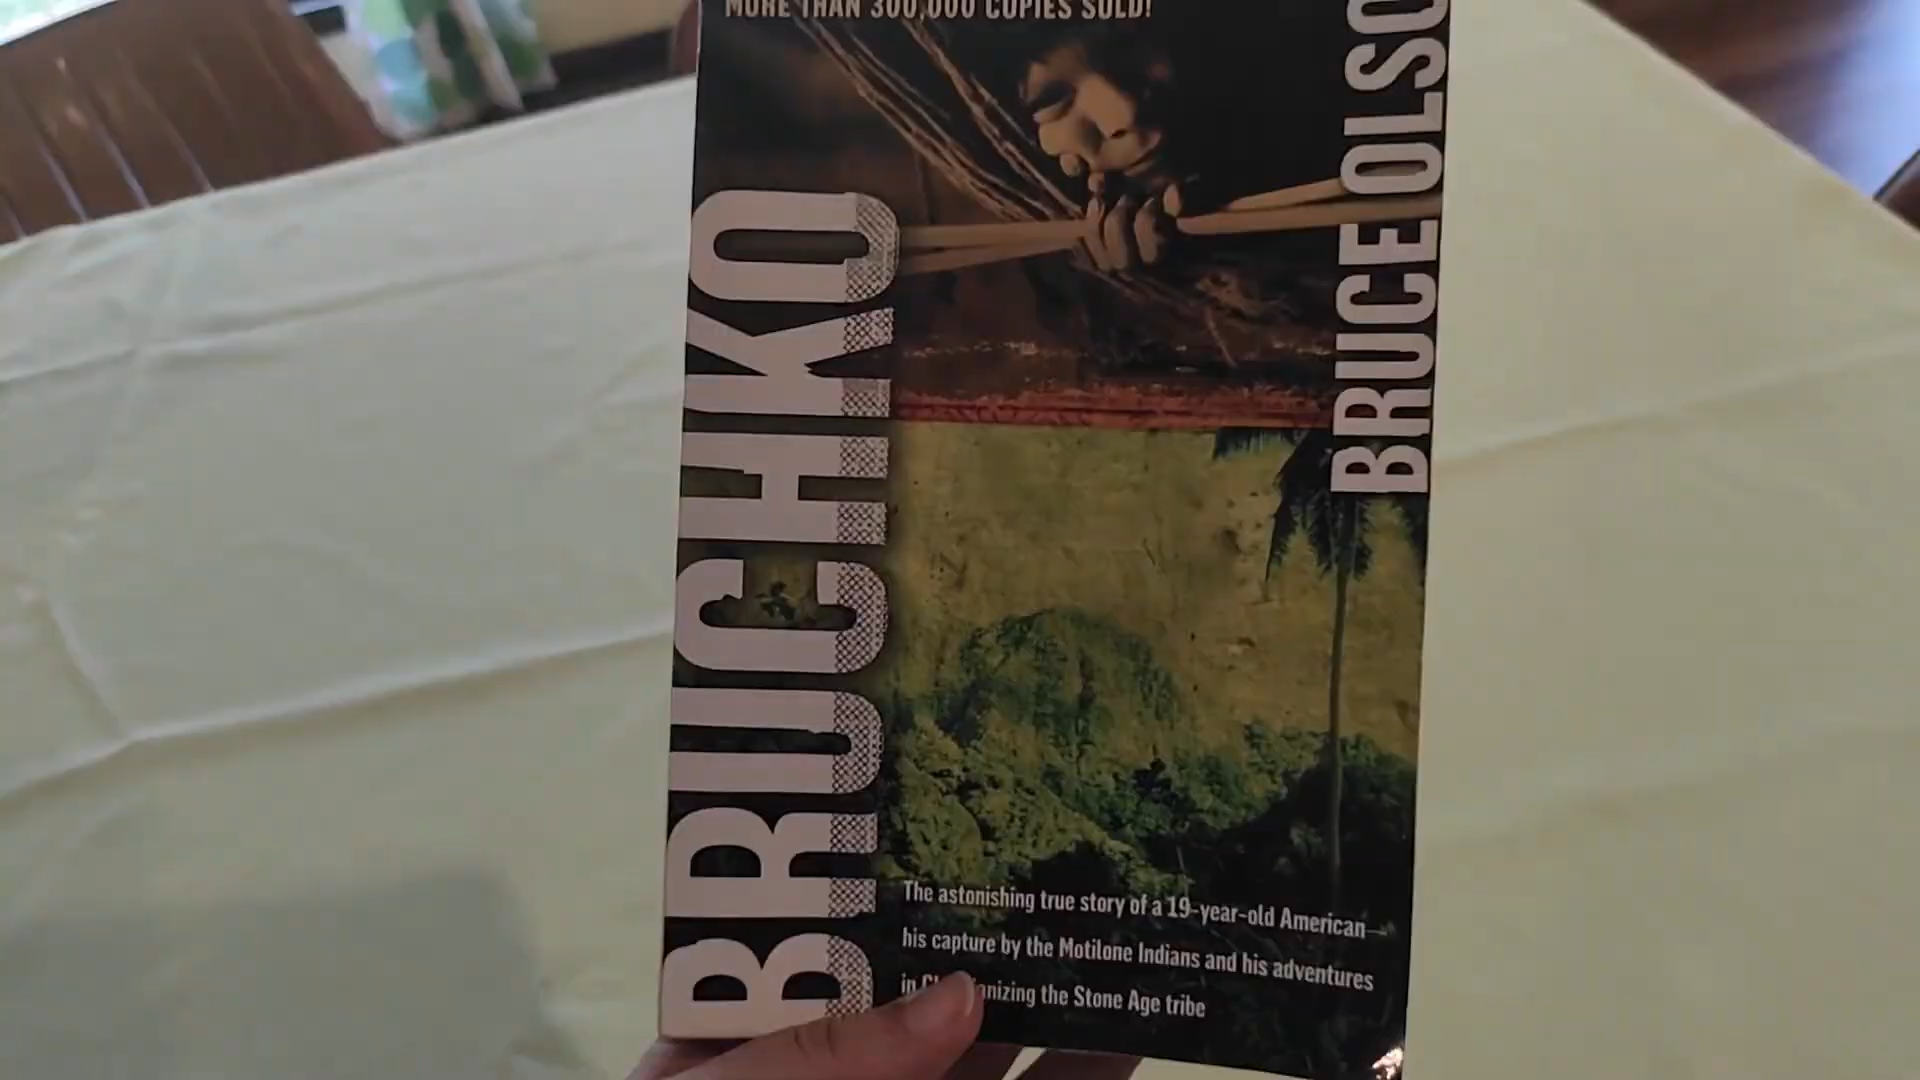 MORE THAN 300,000 COPIES SOLD!
BRUCHKO
BRUCE OLSO
The astonishing true story of a 19-year-old American—
his capture by the Motilone Indians and his adventures
in the Stone Age tribe